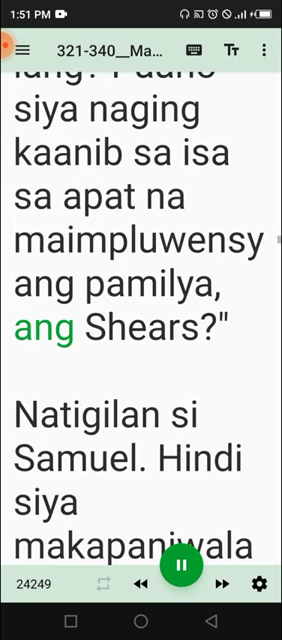 1:51 PM
321-340__Ma...
siya naging
kaanib sa isa
sa apat na
maimpluwensy
ang pamilya,
ang Shears?"
Natigilan si
Samuel. Hindi
siya
makapaniwala
24249